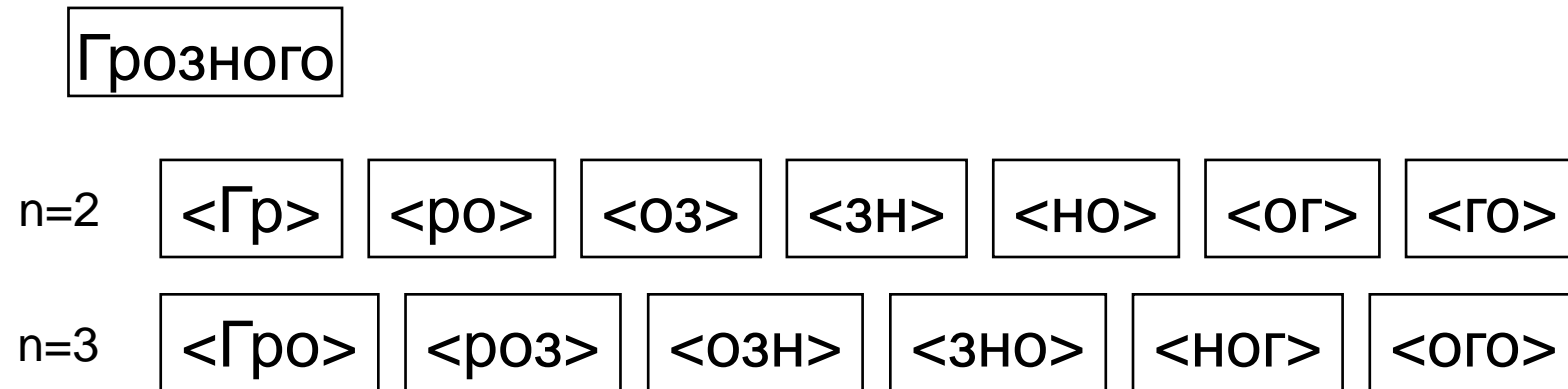 Грозного
n=2 <Гр> <ро> <оз> <зн> <но> <ог> <го>
n=3 <Гро> <роз> <озн> <зно> <ног> <ого>